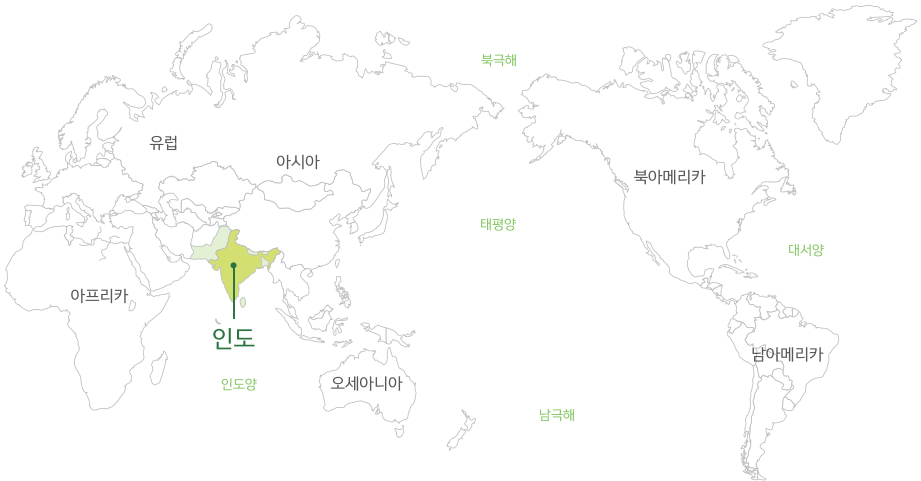 북극해
유럽
아시아
북아메리카
태평양
대서양
아프리카
인도
남아메리카
인도양
오세아니아
남극해